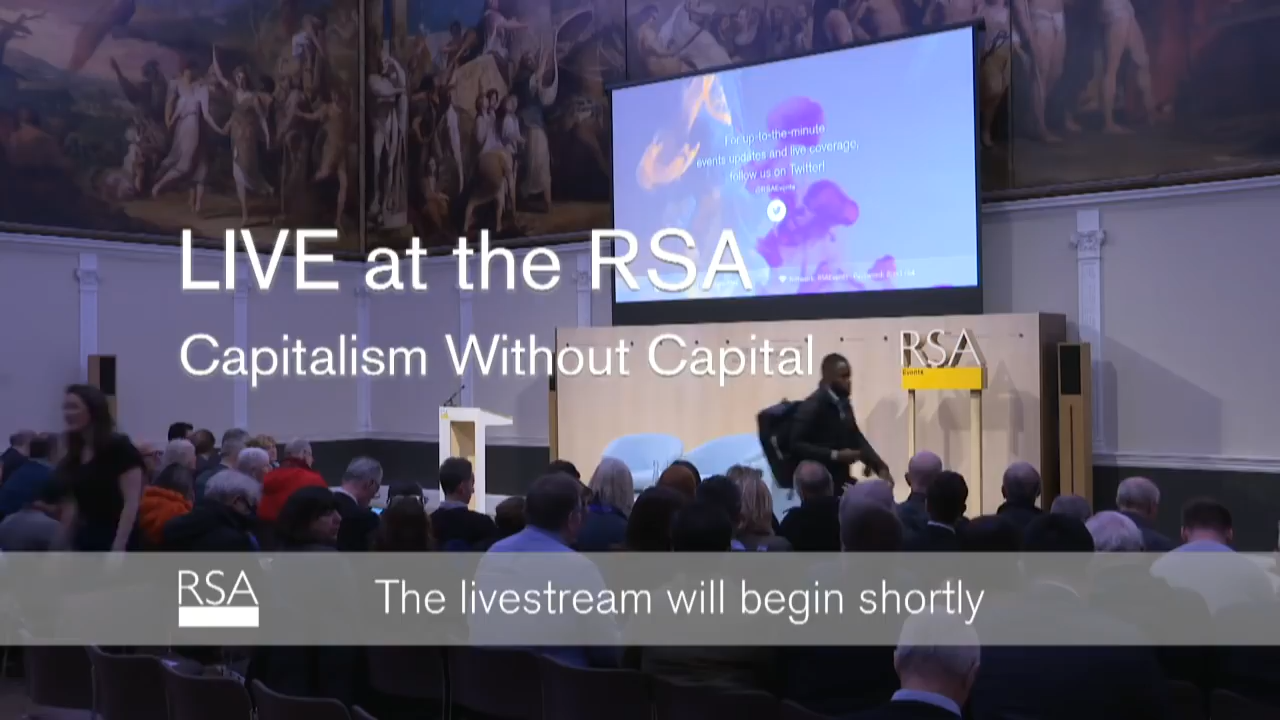 For up-to-the-minute
events updates and live coverage,
follow us on Twitter!
@RSAEvents
LIVE at the RSA
Capitalism Without Capital
RSA
Events
RSA
The livestream will begin shortly